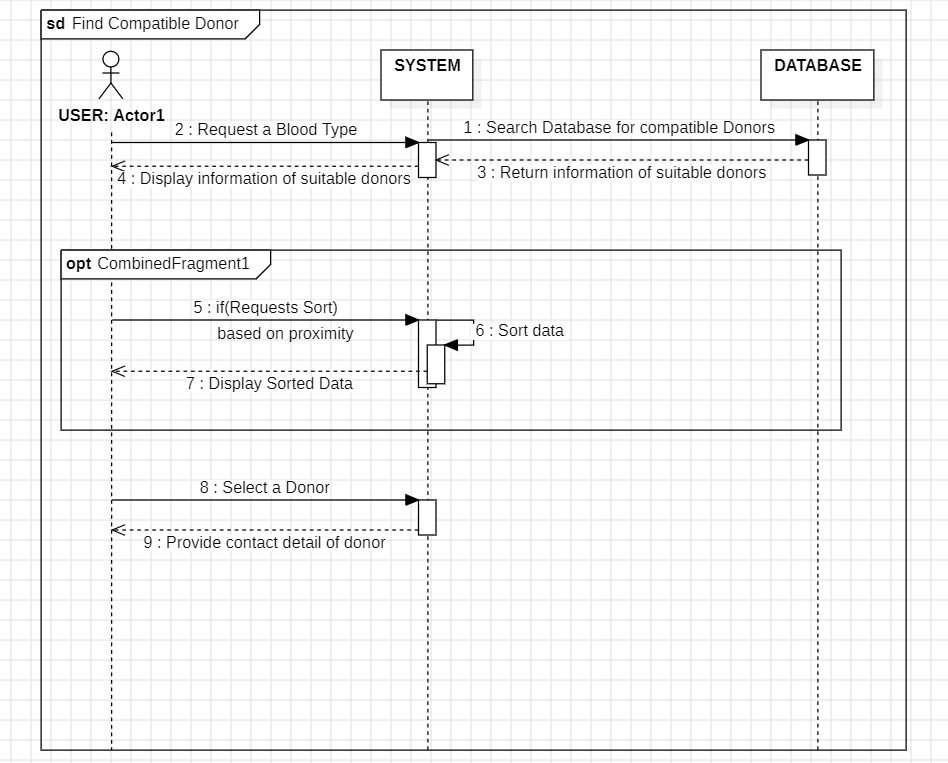 sd Find Compatible Donor
USER: Actor1
SYSTEM
DATABASE
2 : Request a Blood Type
1 : Search Database for compatible Donors
4 : Display information of suitable donors
3 : Return information of suitable donors
opt CombinedFragment1
5 : if(Requests Sort)
based on proximity
6 : Sort data
7 : Display Sorted Data
8 : Select a Donor
9 : Provide contact detail of donor